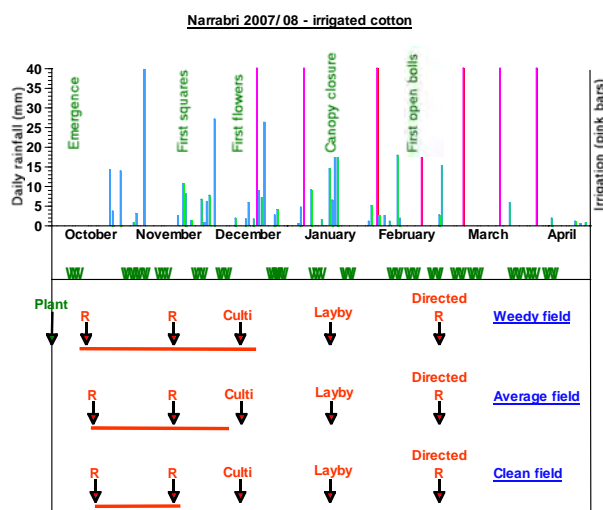 Narrabri 2007/08 - irrigated cotton
Daily rainfall (mm)
40
35
30
25
20
15
10
5
0
Emergence
First squares
First flowers
Canopy closure
First open bolls
Irrigation (pink bars)
October November December January February March April
W W W W W W W W W W W W W W W W
Plant
R R Culti Layby Directed R Weedy field
R R Culti Layby Directed R Average field
R R Culti Layby Directed R Clean field